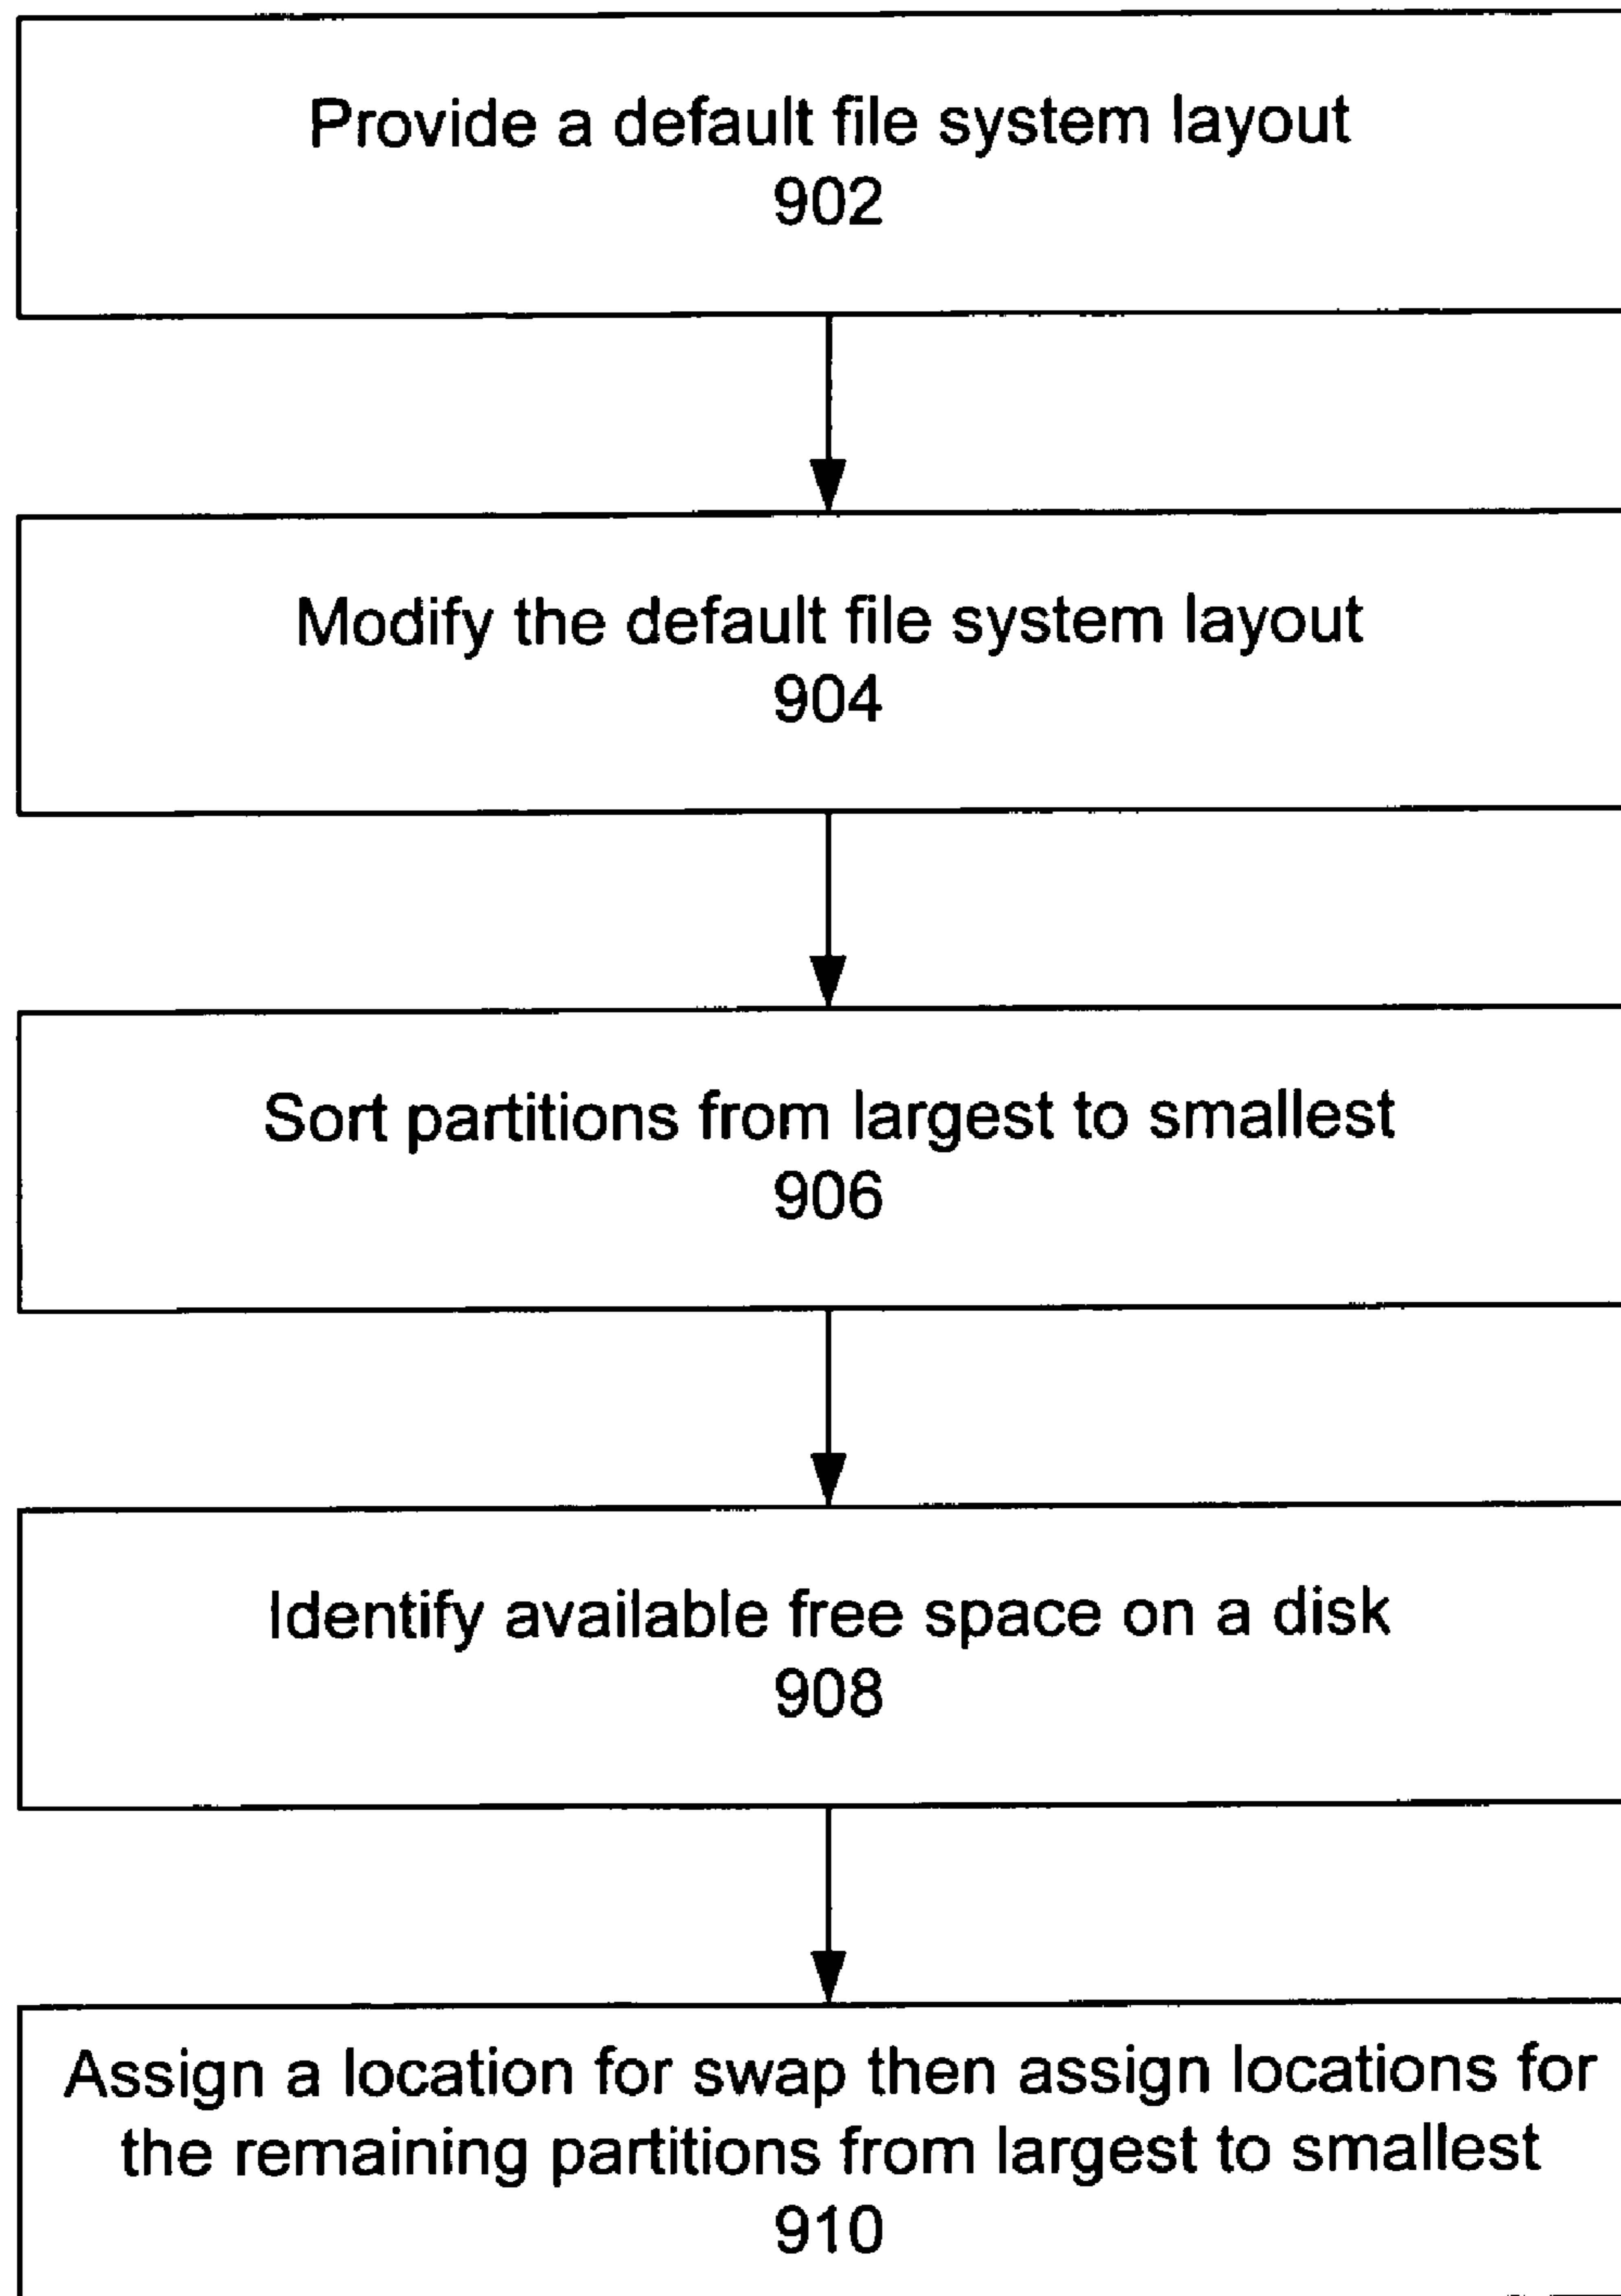 Provide a default file system layout
902
Modify the default file system layout
904
Sort partitions from largest to smallest
906
Identify available free space on a disk
908
Assign a location for swap then assign locations for
the remaining partitions from largest to smallest
910